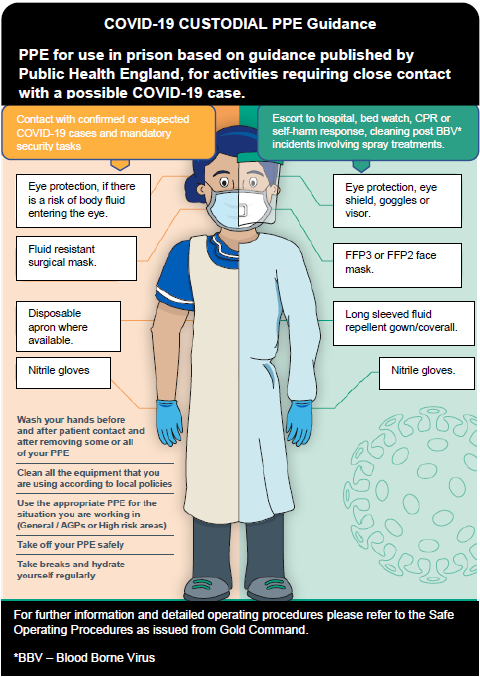 COVID-19 CUSTODIAL PPE Guidance
PPE for use in prison based on guidance published by
Public Health England, for activities requiring close contact
with a possible COVID-19 case.
Contact with confirmed or suspected
COVID-19 cases and mandatory
security tasks
Escort to hospital, bed watch, CPR or
self-harm response, cleaning post BBV*
incidents involving spray treatments.
Eye protection, if there
is a risk of body fluid
entering the eye.
Fluid resistant
surgical mask.
Disposable
apron where
available.
Nitrile gloves
Eye protection, eye
shield, goggles or
visor.
FFP3 or FFP2 face
mask.
Long sleeved fluid
repellent gown/coverall.
Nitrile gloves.
Wash your hands before
and after patient contact and
after removing some or all
of your PPE
Clean all the equipment that you
are using according to local policies
Use the appropriate PPE for the
situation you are working in
(General / AGPs or High risk areas)
Take off your PPE safely
Take breaks and hydrate
yourself regularly
For further information and detailed operating procedures please refer to the Safe
Operating Procedures as issued from Gold Command.
*BBV – Blood Borne Virus